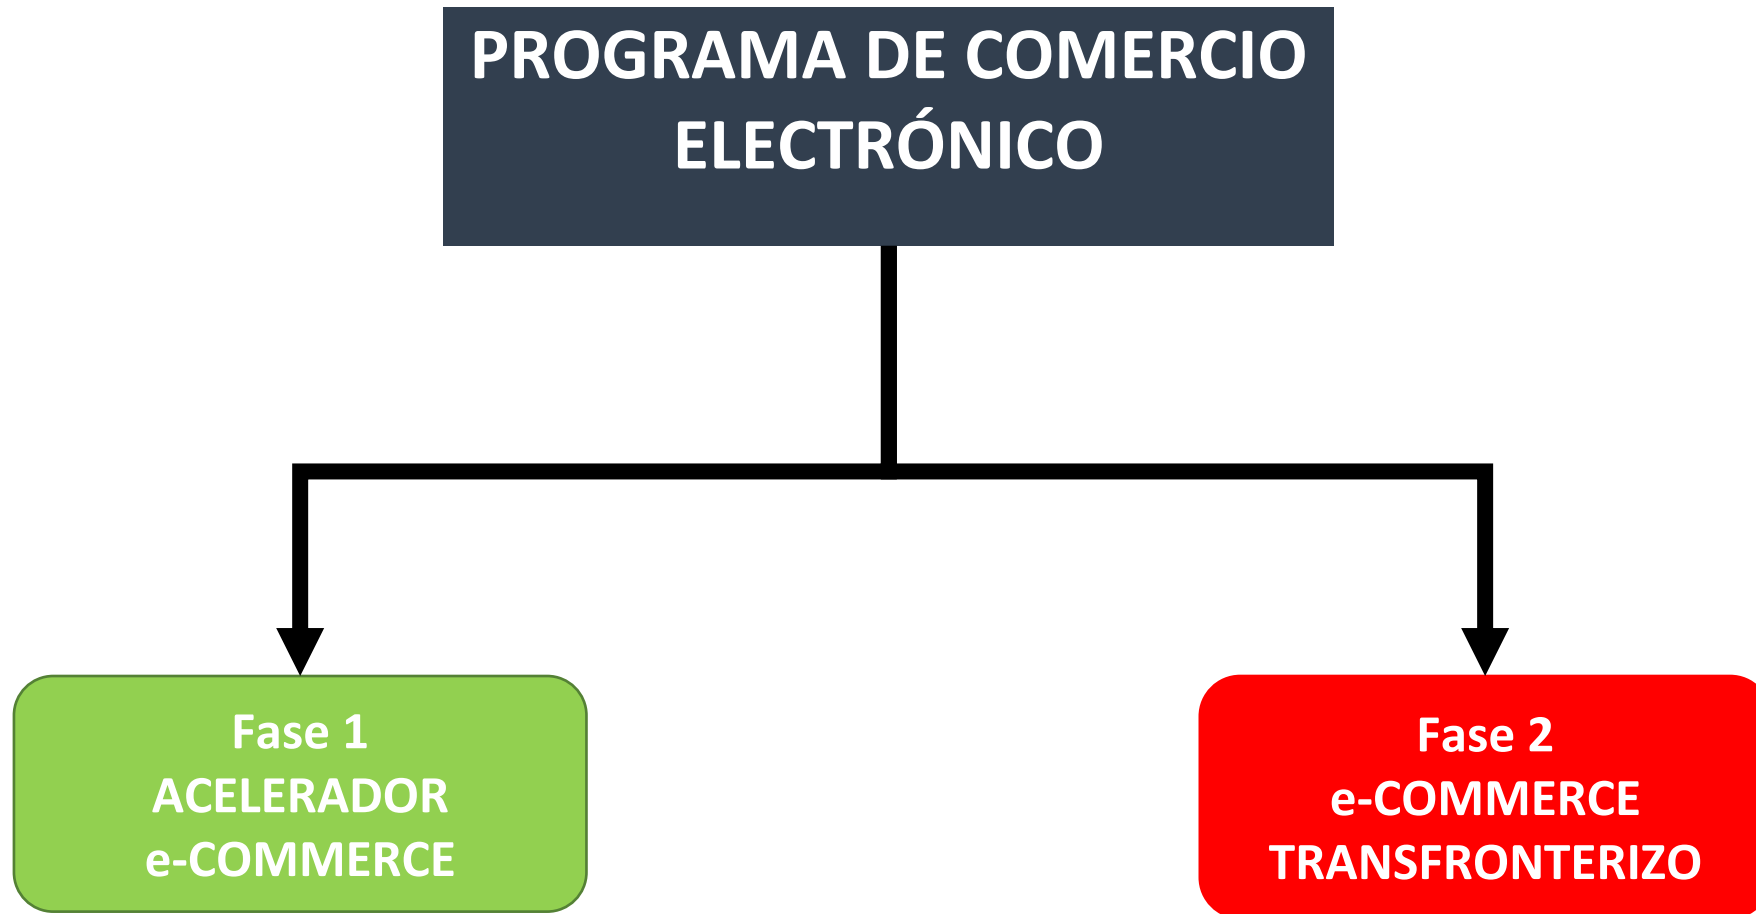 PROGRAMA DE COMERCIO
ELECTRÓNICO
Fase 1
ACELERADOR
e-COMMERCE
Fase 2
e-COMMERCE
TRANSFRONTERIZO